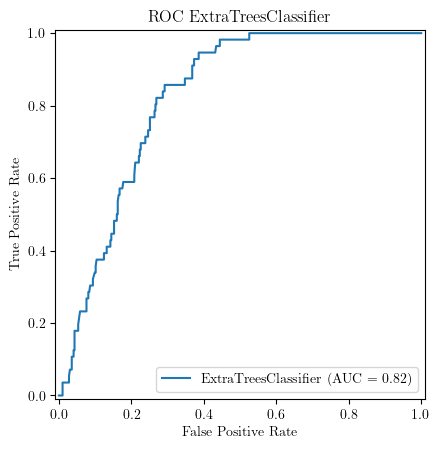 ROC ExtraTreesClassifier
1.0
0.8
0.6
0.4
0.2
0.0
True Positive Rate
ExtraTreesClassifier (AUC = 0.82)
0.0 0.2 0.4 0.6 0.8 1.0
False Positive Rate